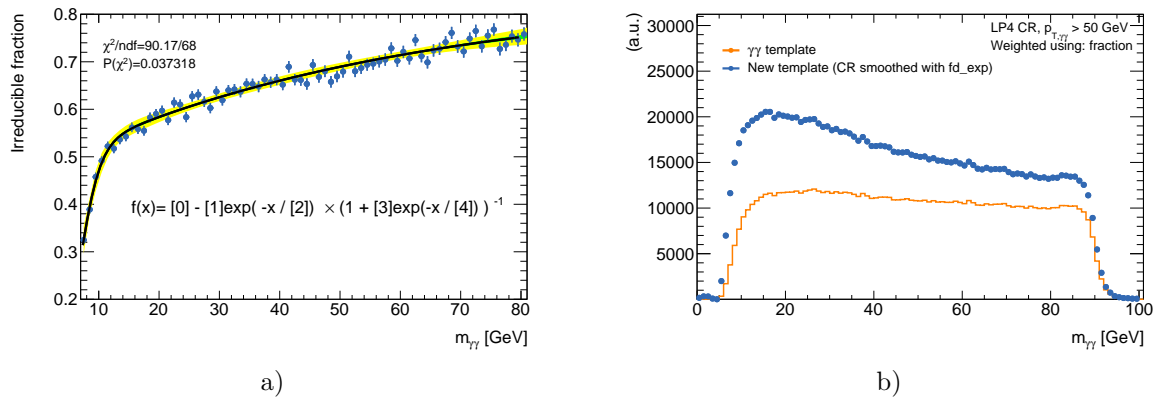 Irreducible fraction
0.8
0.7
0.6
0.5
0.4
0.3
0.2
χ²/ndf=90.17/68
P(χ²)=0.037318
f(x)= [0] - [1]exp( -x / [2]) × (1 + [3]exp(-x / [4]) ) ⁻¹
10 20 30 40 50 60 70 80
m_γγ [GeV]
a)
(a.u.)
30000
25000
20000
15000
10000
5000
LP4 CR, p_T,γγ > 50 GeV
Weighted using: fraction
γγ template
New template (CR smoothed with fd_exp)
0 20 40 60 80 100
m_γγ [GeV]
b)